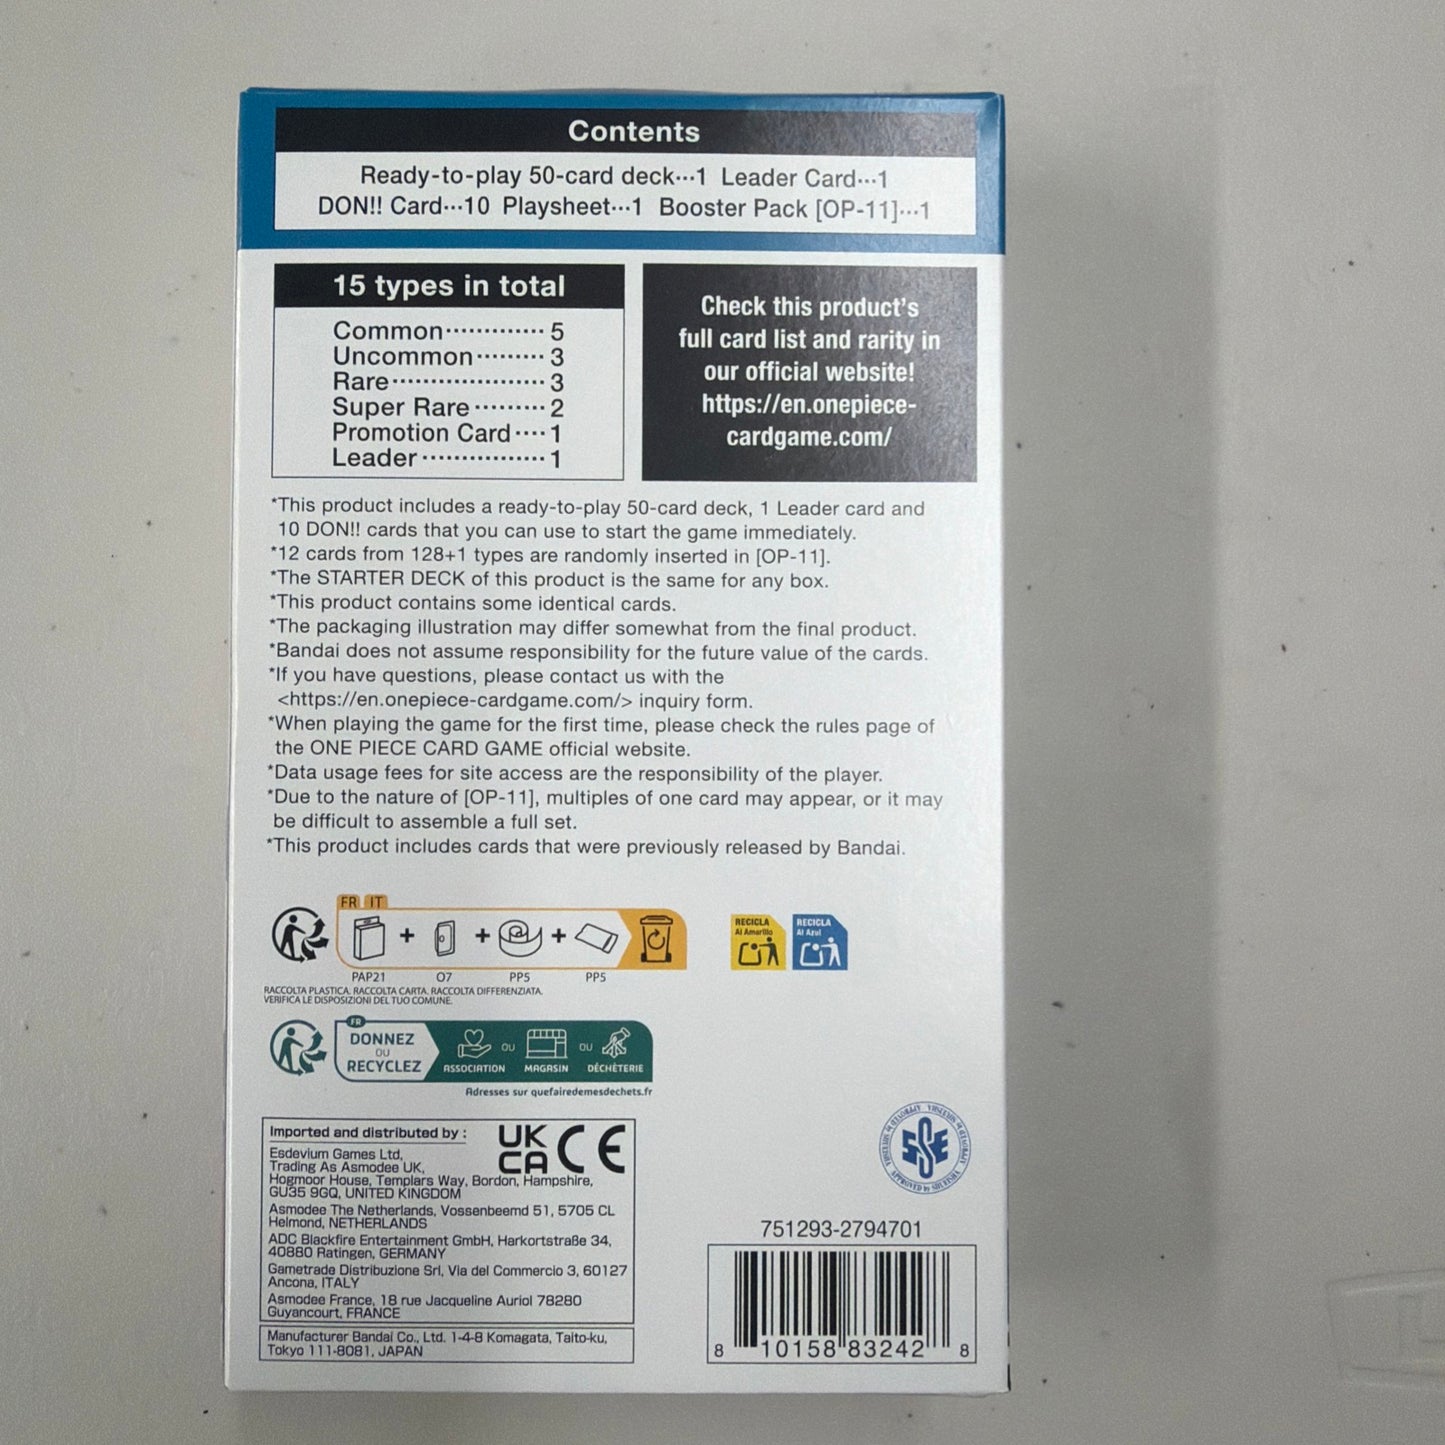 Contents
Ready-to-play 50-card deck···1 Leader Card···1
DON!! Card···10 Playsheet···1 Booster Pack [OP-11]···1
15 types in total
Common············· 5
Uncommon········· 3
Rare····················· 3
Super Rare ········· 2
Promotion Card ···· 1
Leader ················· 1
Check this product's
full card list and rarity in
our official website!
https://en.onepiece-
cardgame.com/
*This product includes a ready-to-play 50-card deck, 1 Leader card and
10 DON!! cards that you can use to start the game immediately.
*12 cards from 128+1 types are randomly inserted in [OP-11].
*The STARTER DECK of this product is the same for any box.
*This product contains some identical cards.
*The packaging illustration may differ somewhat from the final product.
*Bandai does not assume responsibility for the future value of the cards.
*If you have questions, please contact us with the
<https://en.onepiece-cardgame.com/> inquiry form.
*When playing the game for the first time, please check the rules page of
the ONE PIECE CARD GAME official website.
*Data usage fees for site access are the responsibility of the player.
*Due to the nature of [OP-11], multiples of one card may appear, or it may
be difficult to assemble a full set.
*This product includes cards that were previously released by Bandai.
FR IT
+ + +
PAP21 07 PP5 PP5
RACCOLTA PLASTICA. RACCOLTA CARTA. RACCOLTA DIFFERENZIATA.
VERIFICA LE DISPOSIZIONI DEL TUO COMUNE.
RECICLA
Al Amarillo
RECICLA
Al Azul
FR
DONNEZ
OU
RECYCLEZ
ASSOCIATION OU MAGASIN OU DÉCHÈTERIE
Adresses sur quefairedemesdechets.fr
Imported and distributed by :
UK
CA CE
Esdevium Games Ltd,
Trading As Asmodee UK,
Hogmoor House, Templars Way, Bordon, Hampshire,
GU35 9GQ, UNITED KINGDOM
Asmodee The Netherlands, Vossenbeemd 51, 5705 CL
Helmond, NETHERLANDS
ADC Blackfire Entertainment GmbH, Harkortstraße 34,
40880 Ratingen, GERMANY
Gametrade Distribuzione Srl, Via del Commercio 3, 60127
Ancona, ITALY
Asmodee France, 18 rue Jacqueline Auriol 78280
Guyancourt, FRANCE
Manufacturer Bandai Co., Ltd. 1-4-8 Komagata, Taito-ku,
Tokyo 111-8081, JAPAN
APPROVED by SHUEISHA
751293-2794701
8 10158 83242 8